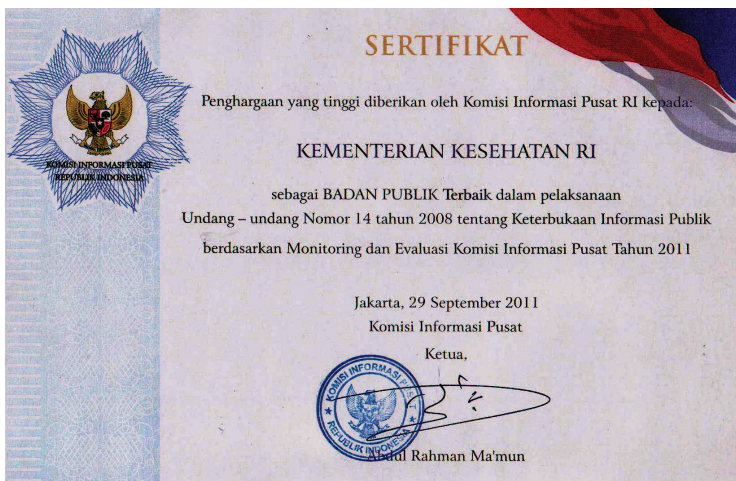 SERTIFIKAT
Penghargaan yang tinggi diberikan oleh Komisi Informasi Pusat RI kepada:
KOMISI INFORMASI PUSAT
REPUBLIK INDONESIA
KEMENTERIAN KESEHATAN RI
sebagai BADAN PUBLIK Terbaik dalam pelaksanaan
Undang – undang Nomor 14 tahun 2008 tentang Keterbukaan Informasi Publik
berdasarkan Monitoring dan Evaluasi Komisi Informasi Pusat Tahun 2011
Jakarta, 29 September 2011
Komisi Informasi Pusat
Ketua,
KOMISI INFORMASI PUSAT
REPUBLIK INDONESIA
Abdul Rahman Ma'mun